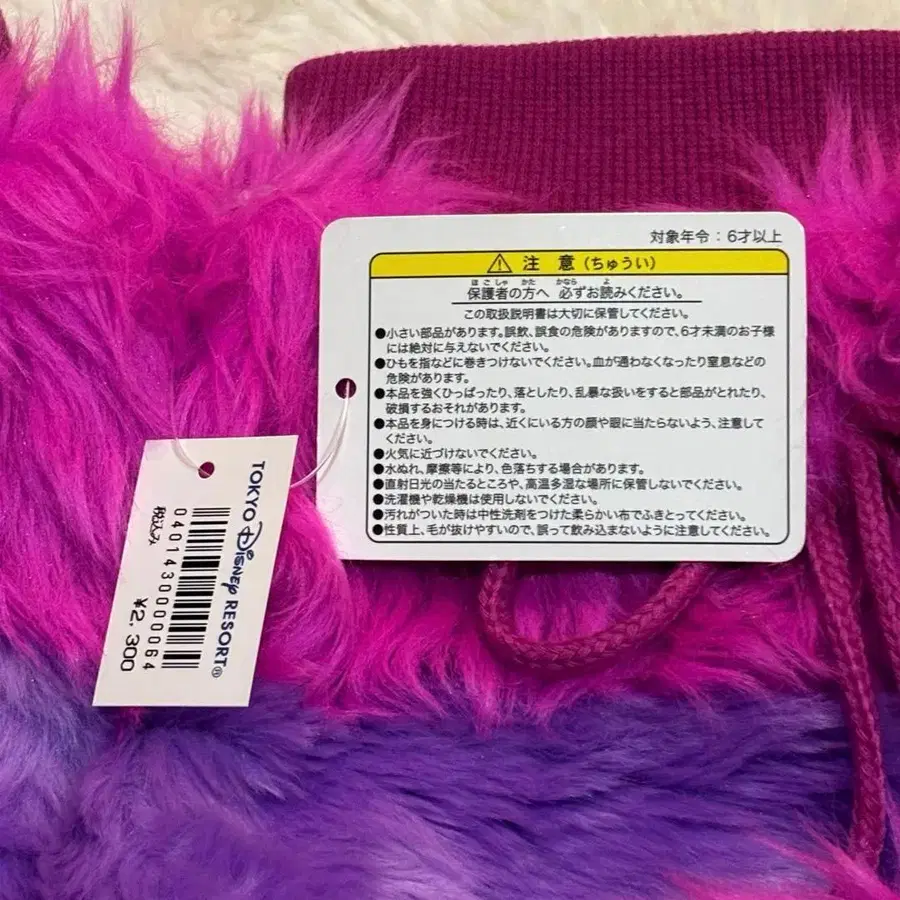 対象年令：6才以上
注 意（ちゅうい）
ほごしゃ かた かなら よ
保護者の方へ 必ずお読みください。
この取扱説明書は大切に保管してください。
●小さい部品があります。誤飲、誤食の危険がありますので、6才未満のお子様
には絶対に与えないでください。
●ひもを指などに巻きつけないでください。血が通わなくなったり窒息などの
危険があります。
●本品を強くひっぱったり、落としたり、乱暴な扱いをすると部品がとれたり、
破損するおそれがあります。
●本品を身につける時は、近くにいる方の顔や眼に当たらないよう、注意して
ください。
●火気に近づけないでください。
●水ぬれ、摩擦等により、色落ちする場合があります。
●直射日光の当たるところや、高温多湿な場所に保管しないでください。
●洗濯機や乾燥機は使用しないでください。
●汚れがついた時は中性洗剤をつけた柔らかい布でふきとってください。
●性質上、毛が抜けやすいので、誤って飲み込まないように注意してください。
TOKYO DISNEY RESORT®
0401430000064
税込み ¥2,300